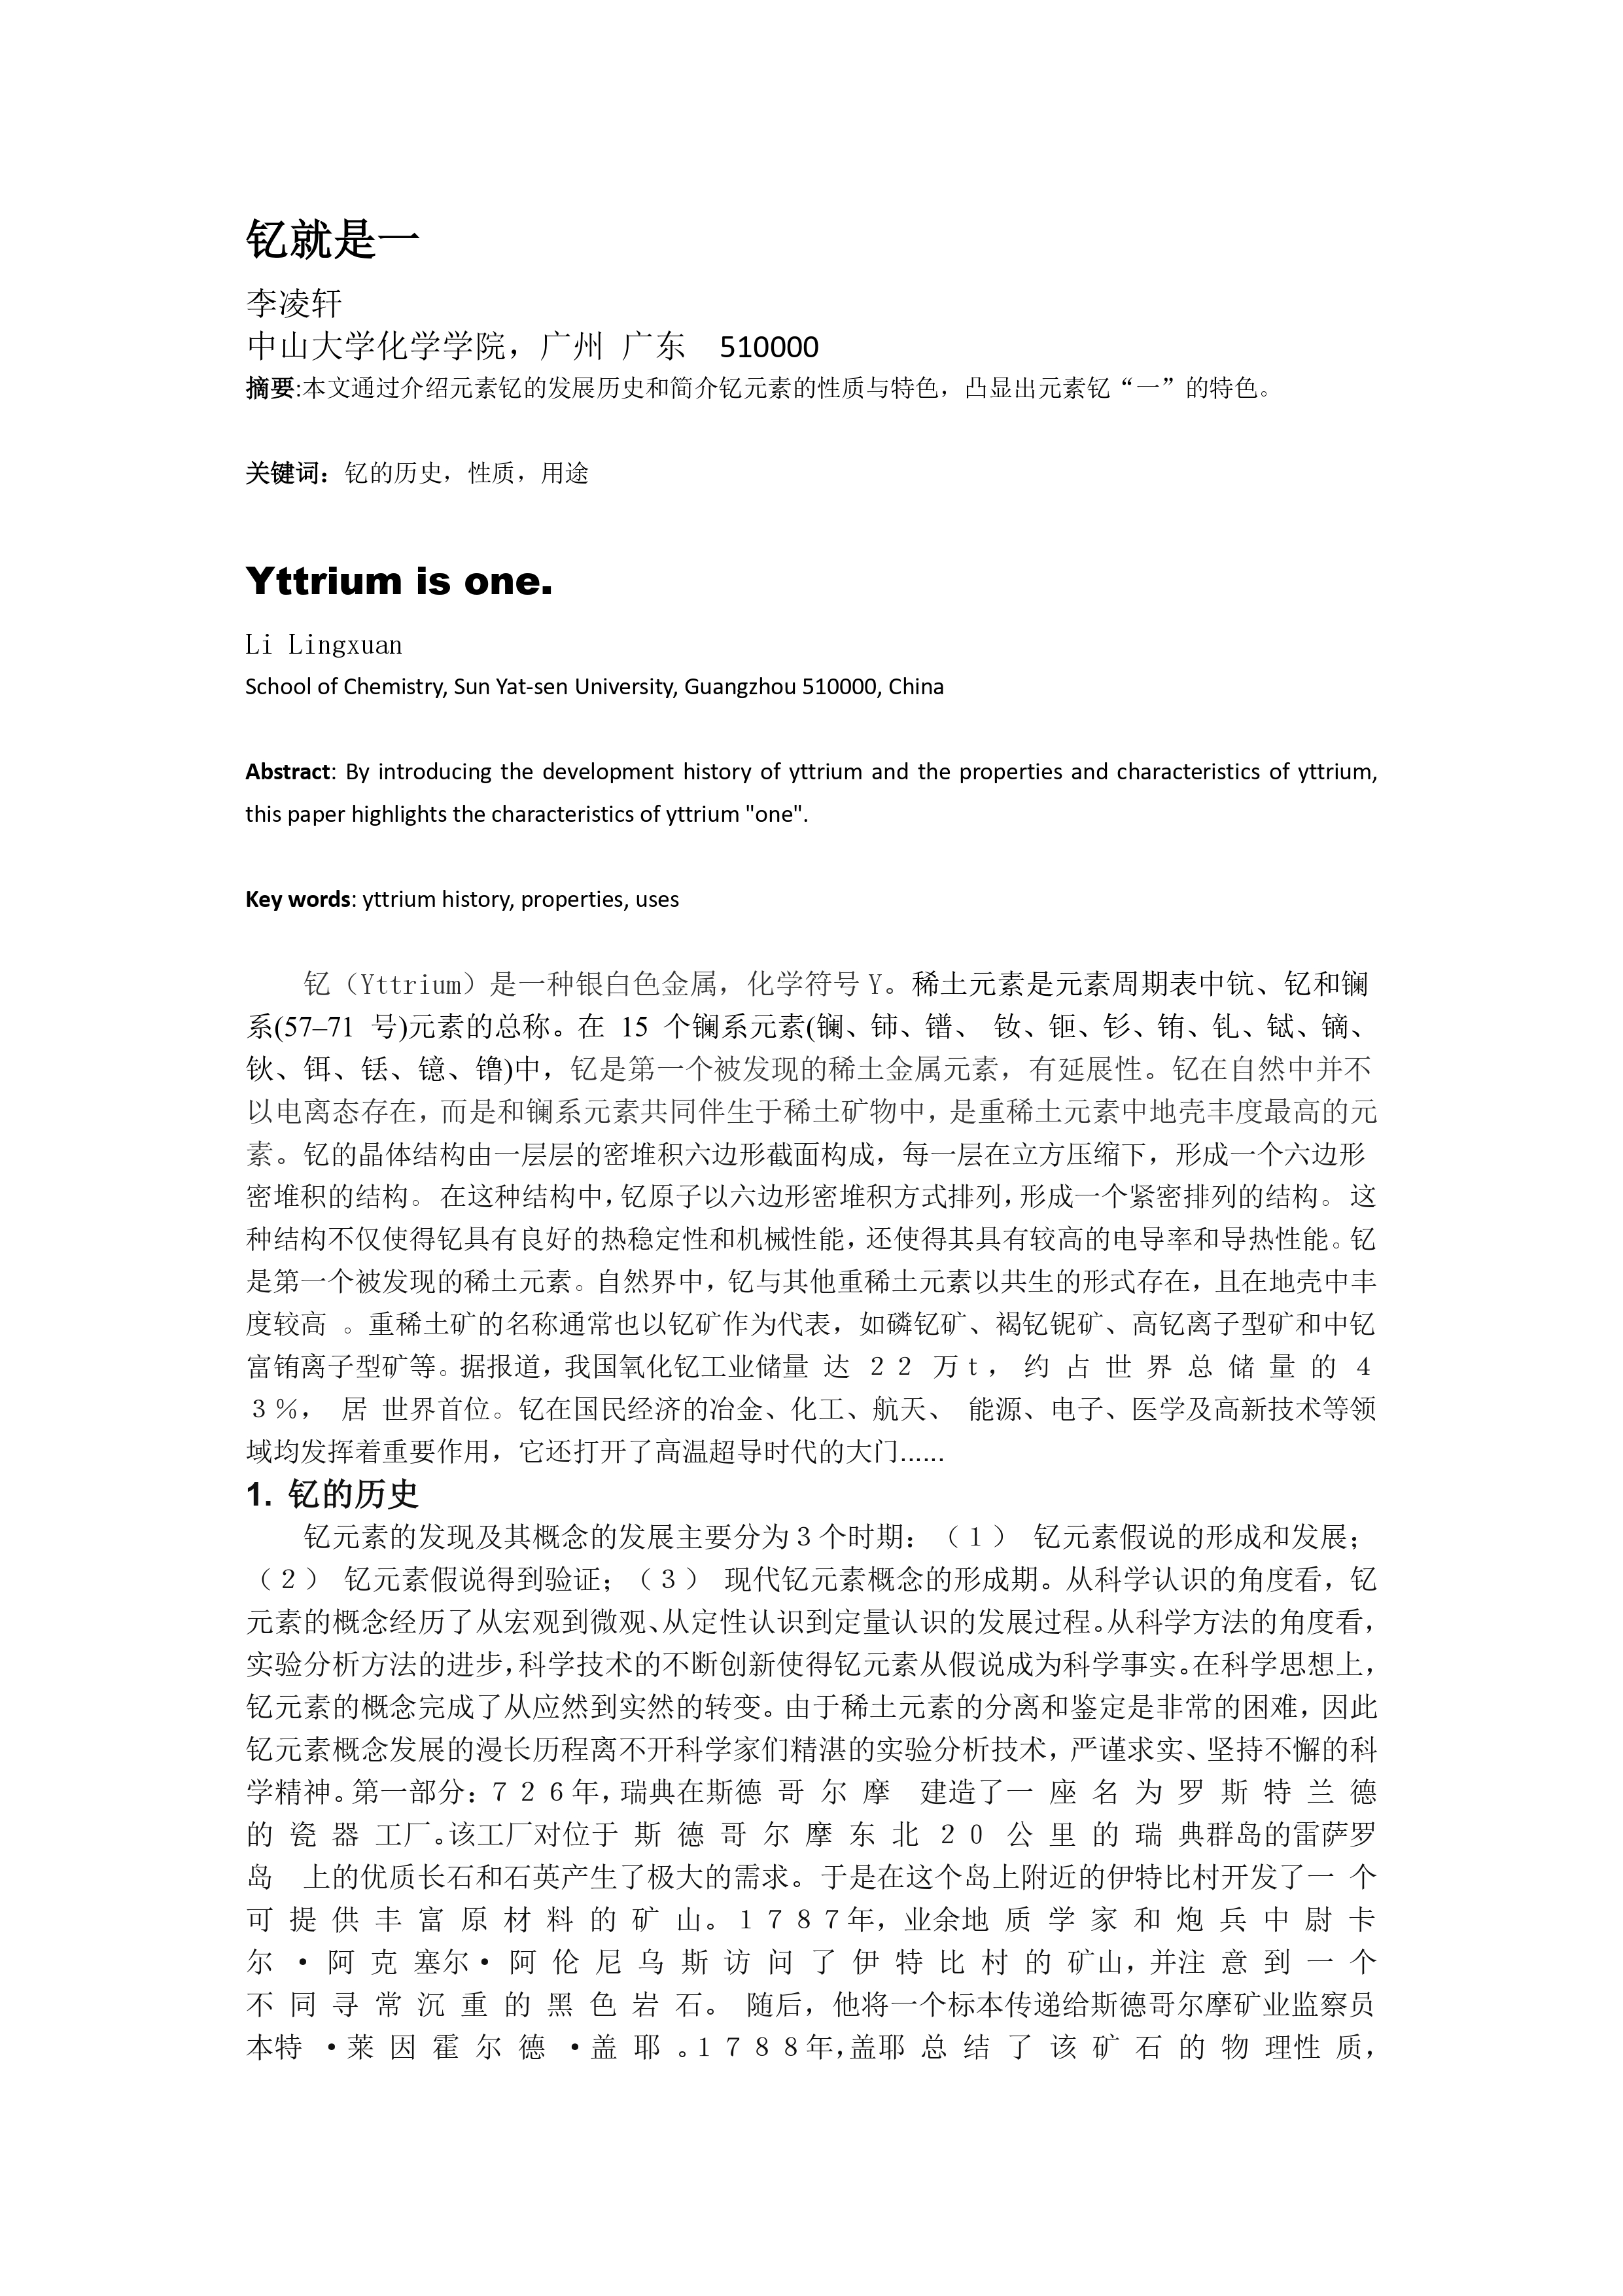 钇就是一
李凌轩
中山大学化学学院，广州 广东 510000
摘要:本文通过介绍元素钇的发展历史和简介钇元素的性质与特色，凸显出元素钇“一”的特色。
关键词：钇的历史，性质，用途
Yttrium is one.
Li Lingxuan
School of Chemistry, Sun Yat-sen University, Guangzhou 510000, China
Abstract: By introducing the development history of yttrium and the properties and characteristics of yttrium,
this paper highlights the characteristics of yttrium "one".
Key words: yttrium history, properties, uses
钇（Yttrium）是一种银白色金属，化学符号 Y。稀土元素是元素周期表中钪、钇和镧
系(57–71 号)元素的总称。在 15 个镧系元素(镧、铈、镨、 钕、钷、钐、铕、钆、铽、镝、
钬、铒、铥、镱、镥)中，钇是第一个被发现的稀土金属元素，有延展性。钇在自然中并不
以电离态存在，而是和镧系元素共同伴生于稀土矿物中，是重稀土元素中地壳丰度最高的元
素。钇的晶体结构由一层层的密堆积六边形截面构成，每一层在立方压缩下，形成一个六边形
密堆积的结构。 在这种结构中，钇原子以六边形密堆积方式排列，形成一个紧密排列的结构。 这
种结构不仅使得钇具有良好的热稳定性和机械性能，还使得其具有较高的电导率和导热性能。钇
是第一个被发现的稀土元素。自然界中，钇与其他重稀土元素以共生的形式存在，且在地壳中丰
度较高 。重稀土矿的名称通常也以钇矿作为代表，如磷钇矿、褐钇铌矿、高钇离子型矿和中钇
富铕离子型矿等。据报道，我国氧化钇工业储量 达 ２２ 万ｔ， 约 占 世 界 总 储 量 的 ４
３％， 居 世界首位。钇在国民经济的冶金、化工、航天、 能源、电子、医学及高新技术等领
域均发挥着重要作用，它还打开了高温超导时代的大门......
1. 钇的历史
钇元素的发现及其概念的发展主要分为３个时期：（１） 钇元素假说的形成和发展；
（２） 钇元素假说得到验证；（３） 现代钇元素概念的形成期。从科学认识的角度看，钇
元素的概念经历了从宏观到微观、从定性认识到定量认识的发展过程。从科学方法的角度看，
实验分析方法的进步，科学技术的不断创新使得钇元素从假说成为科学事实。在科学思想上，
钇元素的概念完成了从应然到实然的转变。由于稀土元素的分离和鉴定是非常的困难，因此
钇元素概念发展的漫长历程离不开科学家们精湛的实验分析技术，严谨求实、坚持不懈的科
学精神。第一部分：７２６年，瑞典在斯德 哥 尔 摩 建造了一 座 名 为 罗 斯 特 兰 德
的 瓷 器 工厂。该工厂对位于 斯 德 哥 尔 摩 东 北 ２０ 公 里 的 瑞 典群岛的雷萨罗
岛 上的优质长石和石英产生了极大的需求。于是在这个岛上附近的伊特比村开发了一 个
可 提 供 丰 富 原 材 料 的 矿 山。１７８７年，业余地 质 学 家 和 炮 兵 中 尉 卡
尔 · 阿 克 塞尔· 阿 伦 尼 乌 斯 访 问 了 伊 特 比 村 的 矿山，并注 意 到 一 个
不 同 寻 常 沉 重 的 黑 色 岩 石。 随后，他将一个标本传递给斯德哥尔摩矿业监察员
本特 ·莱 因 霍 尔 德 ·盖 耶 。１７８８年，盖耶 总 结 了 该 矿 石 的 物 理性 质，